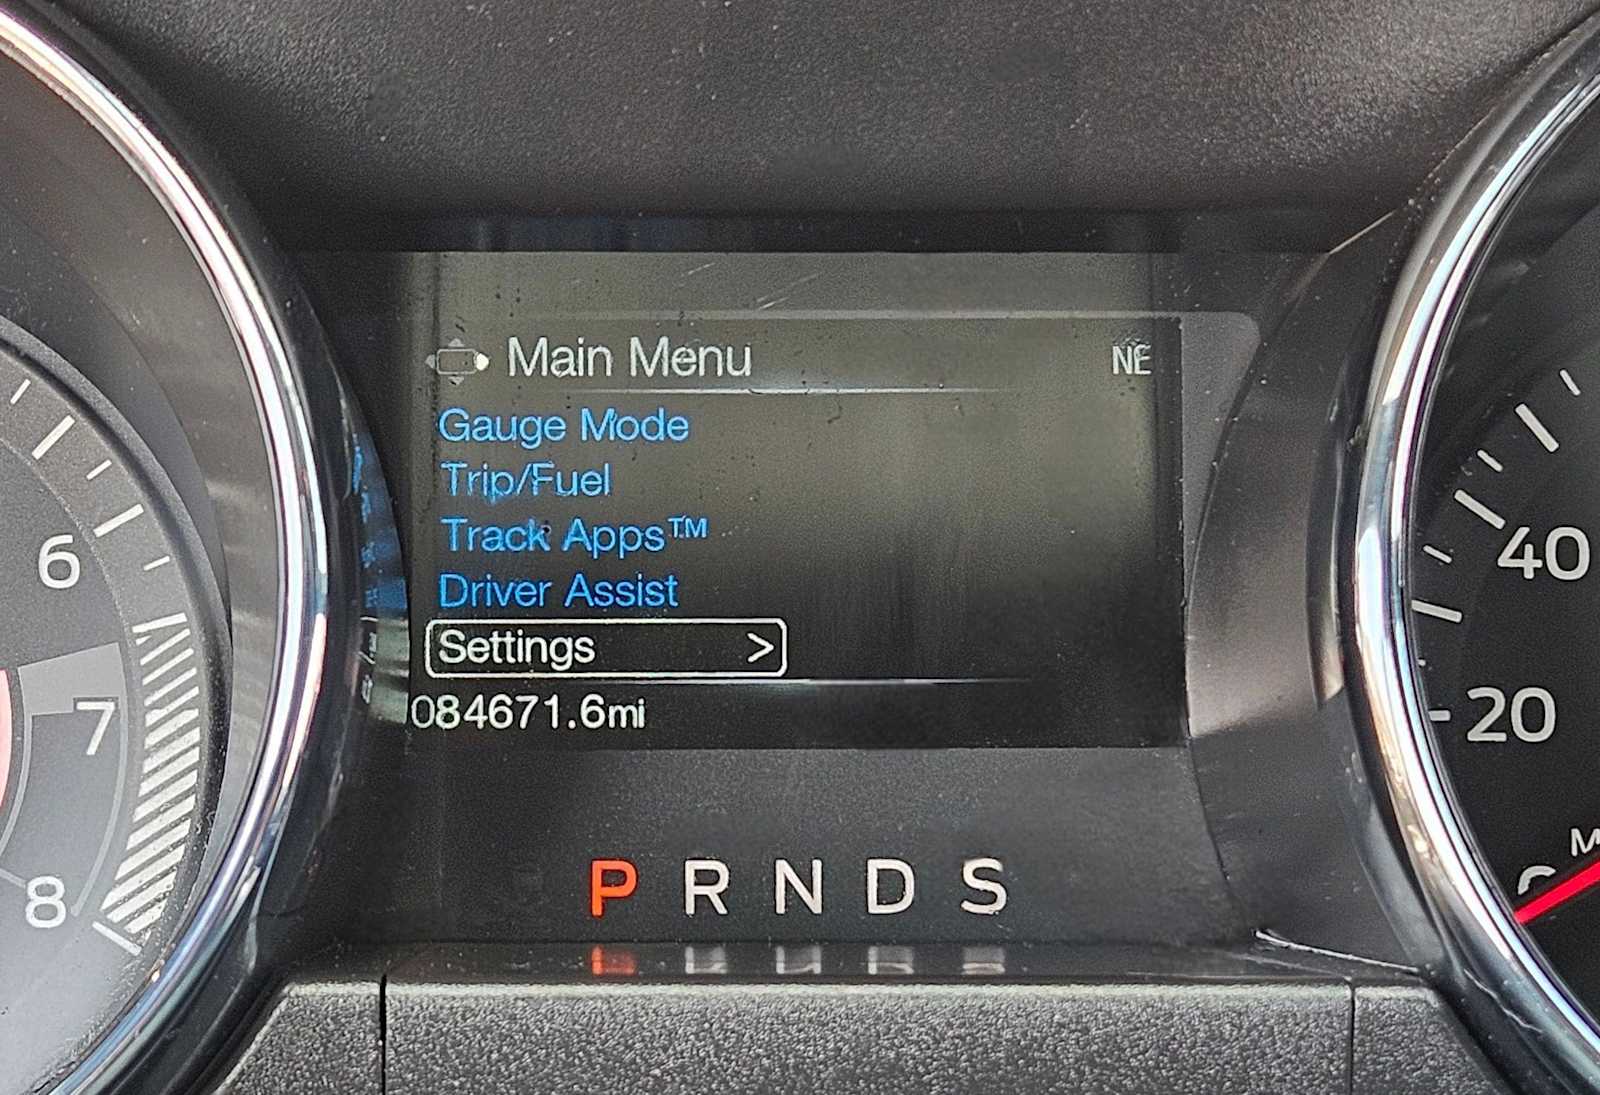 Main Menu NE
Gauge Mode
Trip/Fuel
Track Apps™
Driver Assist
Settings >
084671.6mi
P R N D S
6
7
8
40
20